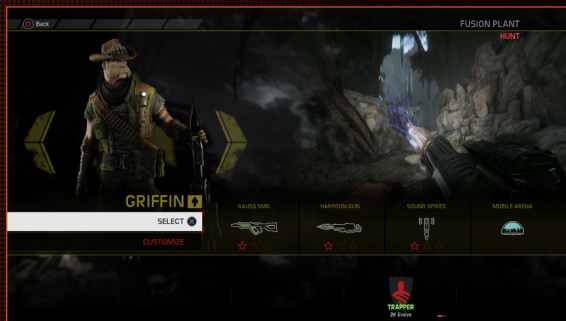 Back
FUSION PLANT
HUNT
GRIFFIN
SELECT
CUSTOMIZE
GAUSS SMG
HARPOON GUN
SOUND SPIKES
MOBILE ARENA
TRAPPER
2K Evolve